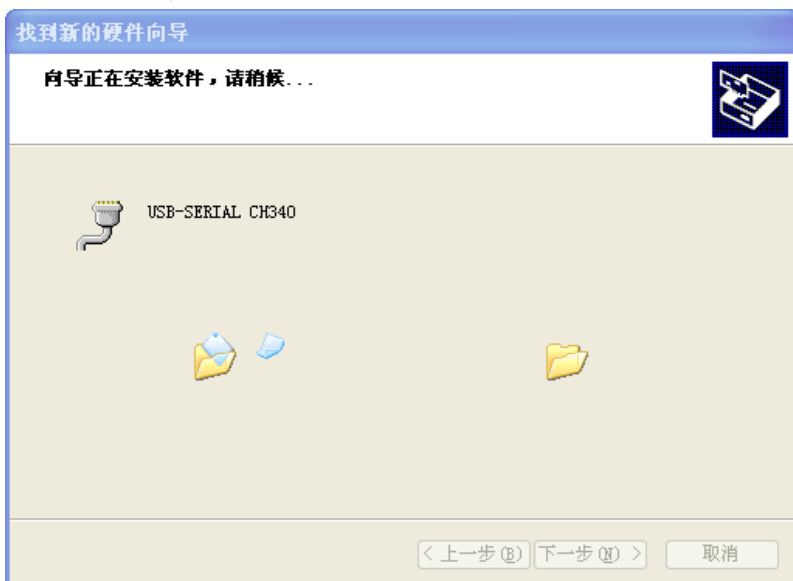 找到新的硬件向导
向导正在安装软件，请稍候...
USB-SERIAL CH340
< 上一步(B) 下一步(N) > 取消